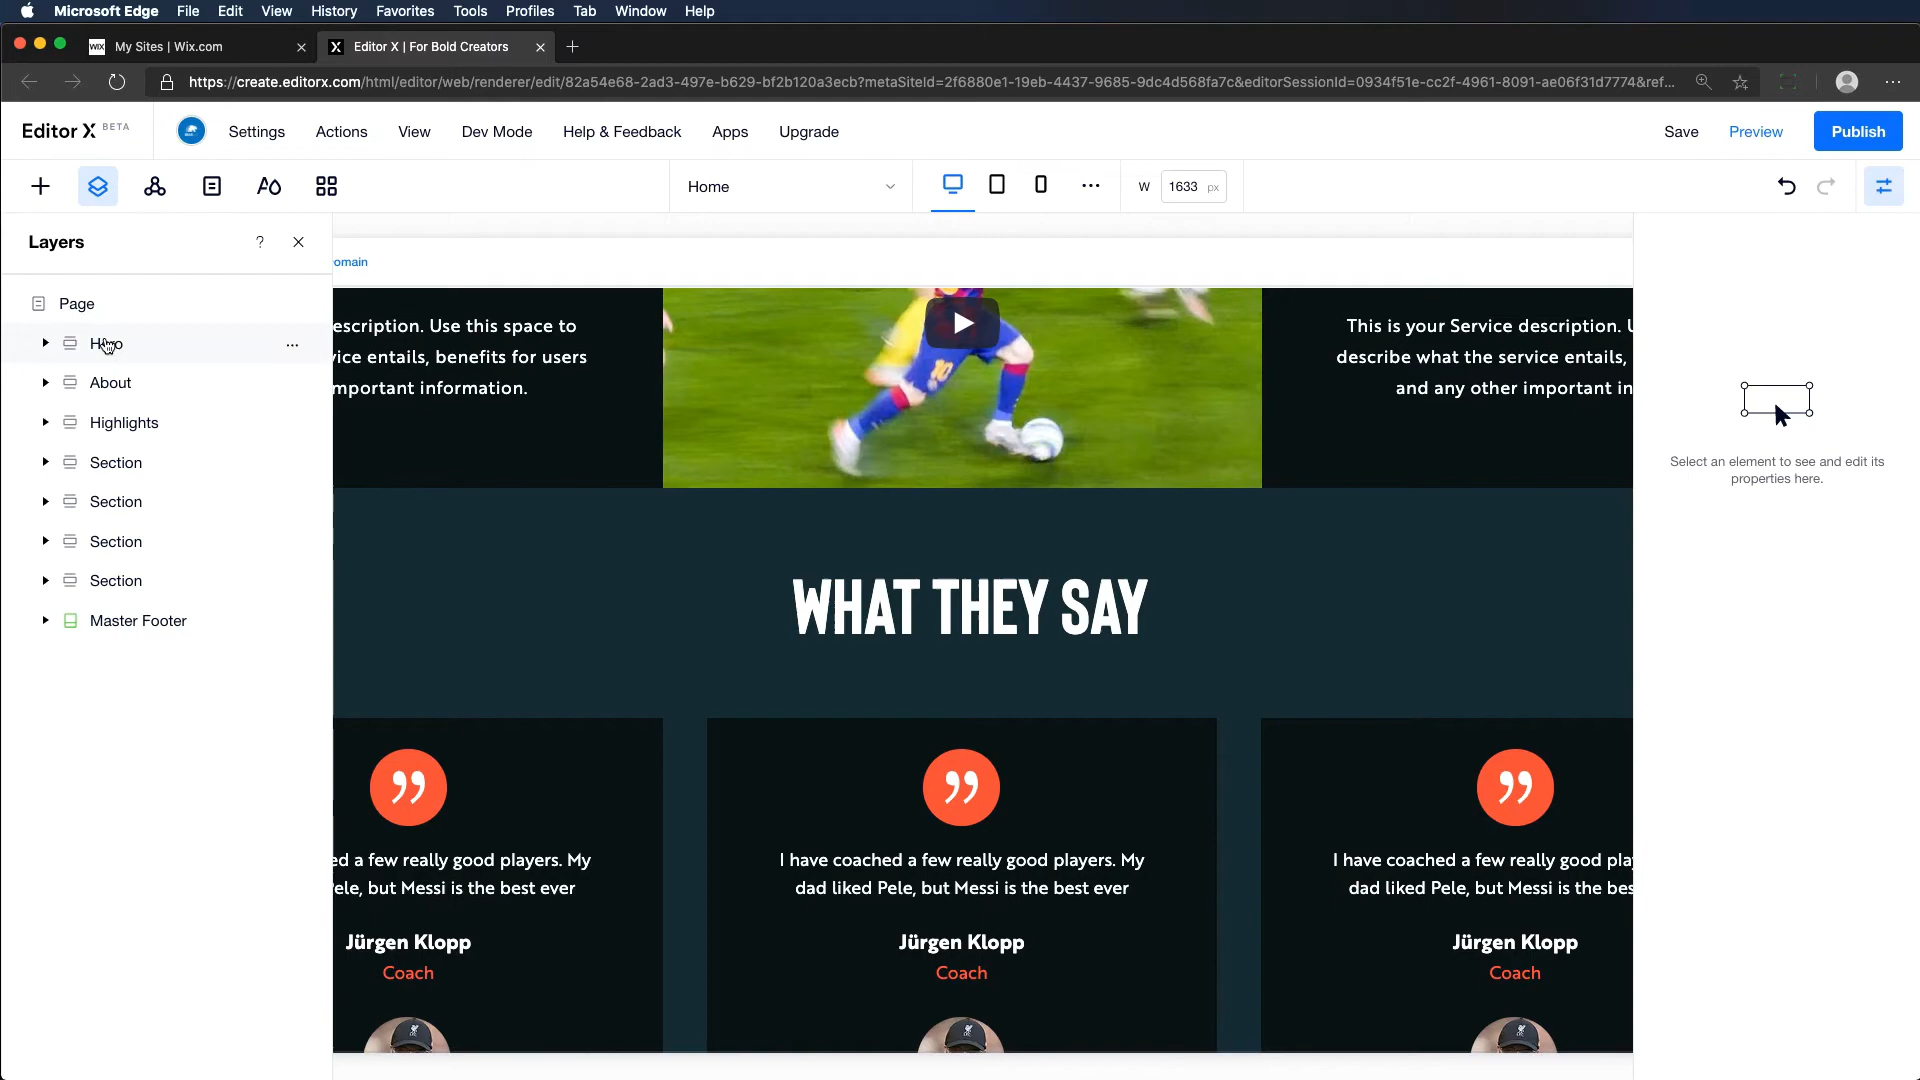 Microsoft Edge File Edit View History Favorites Tools Profiles Tab Window Help
WIX My Sites | Wix.com
X Editor X | For Bold Creators
https://create.editorx.com/html/editor/web/renderer/edit/82a54e68-2ad3-497e-b629-bf2b120a3ecb?metaSiteId=2f6880e1-19eb-4437-9685-9dc4d568fa7c&editorSessionId=0934f51e-cc2f-4961-8091-ae06f31d7774&ref...
Editor X BETA
Settings Actions View Dev Mode Help & Feedback Apps Upgrade
Save Preview Publish
Home
W 1633 px
Layers ?
Page
About
Highlights
Section
Section
Section
Section
Master Footer
omain
escription. Use this space to
vice entails, benefits for users
mportant information.
10
This is your Service description. U
describe what the service entails,
and any other important in
WHAT THEY SAY
ed a few really good players. My
Pele, but Messi is the best ever
Jürgen Klopp
Coach
I have coached a few really good players. My
dad liked Pele, but Messi is the best ever
Jürgen Klopp
Coach
I have coached a few really good pla
dad liked Pele, but Messi is the bes
Jürgen Klopp
Coach
Select an element to see and edit its
properties here.